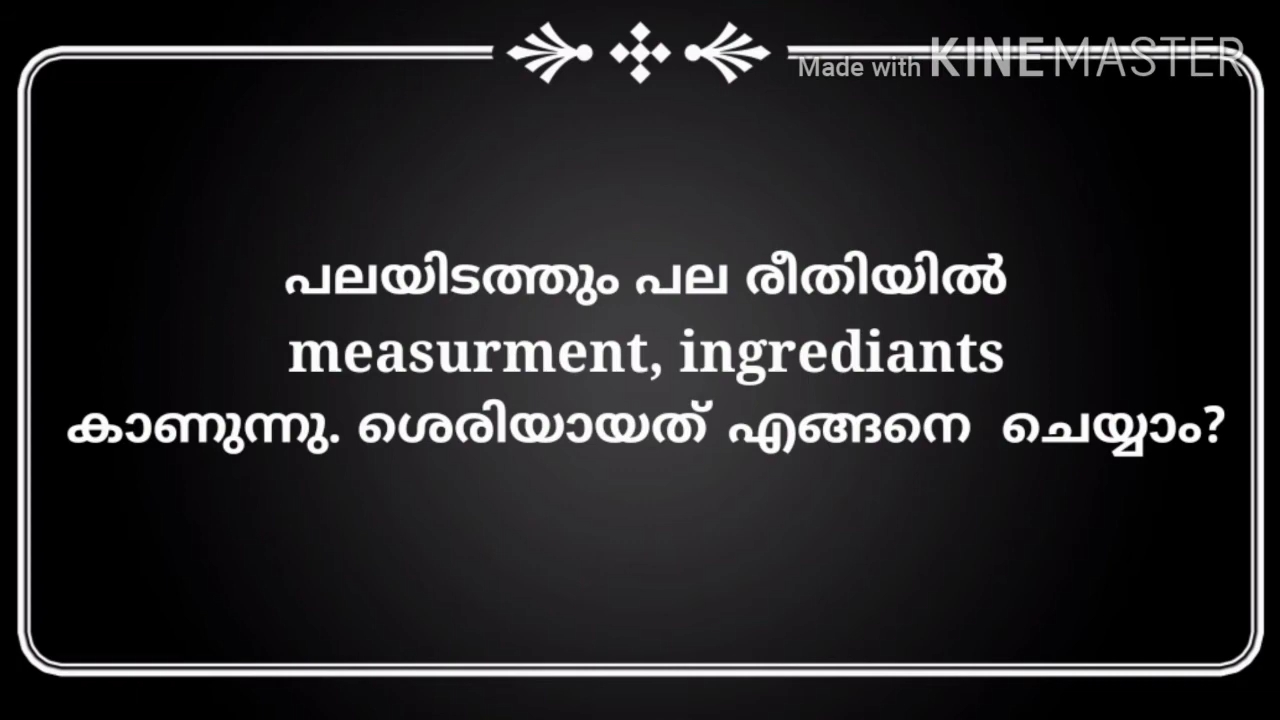 Made with KINEMASTER
പലയിടത്തും പല രീതിയിൽ
measurment, ingrediants
കാണുന്നു. ശെരിയായത് എങ്ങനെ ചെയ്യാം?